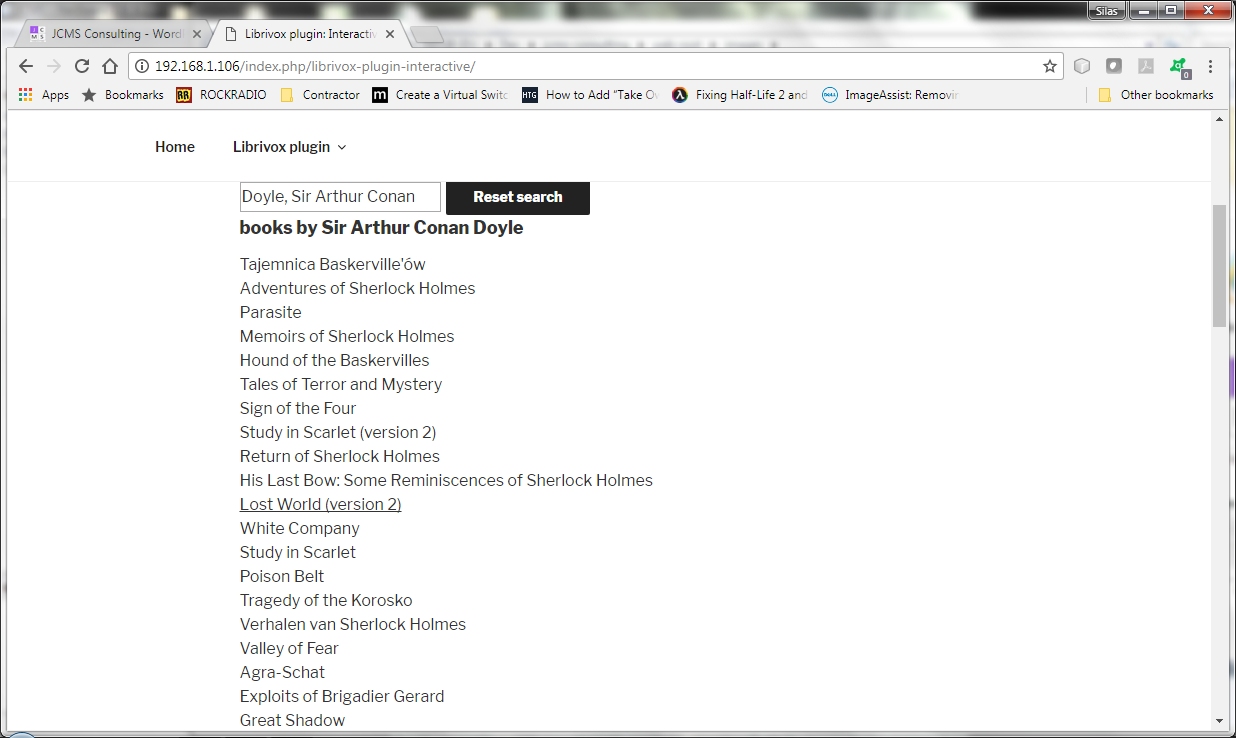 Silas
JCMS Consulting - Word
Librivox plugin: Interactiv
192.168.1.106/index.php/librivox-plugin-interactive/
0
Apps
Bookmarks
RR ROCKRADIO
Contractor
m Create a Virtual Switc
HTG How to Add "Take Ow
λ Fixing Half-Life 2 and
DELL ImageAssist: Removin
Other bookmarks
Home
Librivox plugin
Doyle, Sir Arthur Conan
Reset search
books by Sir Arthur Conan Doyle
Tajemnica Baskerville'ów
Adventures of Sherlock Holmes
Parasite
Memoirs of Sherlock Holmes
Hound of the Baskervilles
Tales of Terror and Mystery
Sign of the Four
Study in Scarlet (version 2)
Return of Sherlock Holmes
His Last Bow: Some Reminiscences of Sherlock Holmes
Lost World (version 2)
White Company
Study in Scarlet
Poison Belt
Tragedy of the Korosko
Verhalen van Sherlock Holmes
Valley of Fear
Agra-Schat
Exploits of Brigadier Gerard
Great Shadow